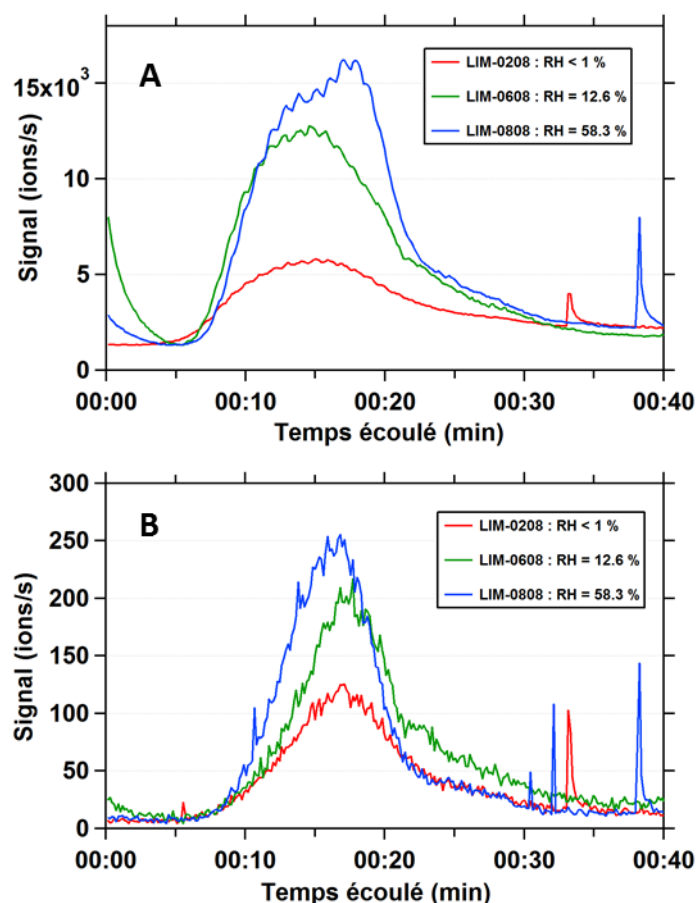 A
LIM-0208 : RH < 1 %
LIM-0608 : RH = 12.6 %
LIM-0808 : RH = 58.3 %
Signal (ions/s)
15x10³
10
5
0
00:00 00:10 00:20 00:30 00:40
Temps écoulé (min)
B
LIM-0208 : RH < 1 %
LIM-0608 : RH = 12.6 %
LIM-0808 : RH = 58.3 %
Signal (ions/s)
300
250
200
150
100
50
0
00:00 00:10 00:20 00:30 00:40
Temps écoulé (min)